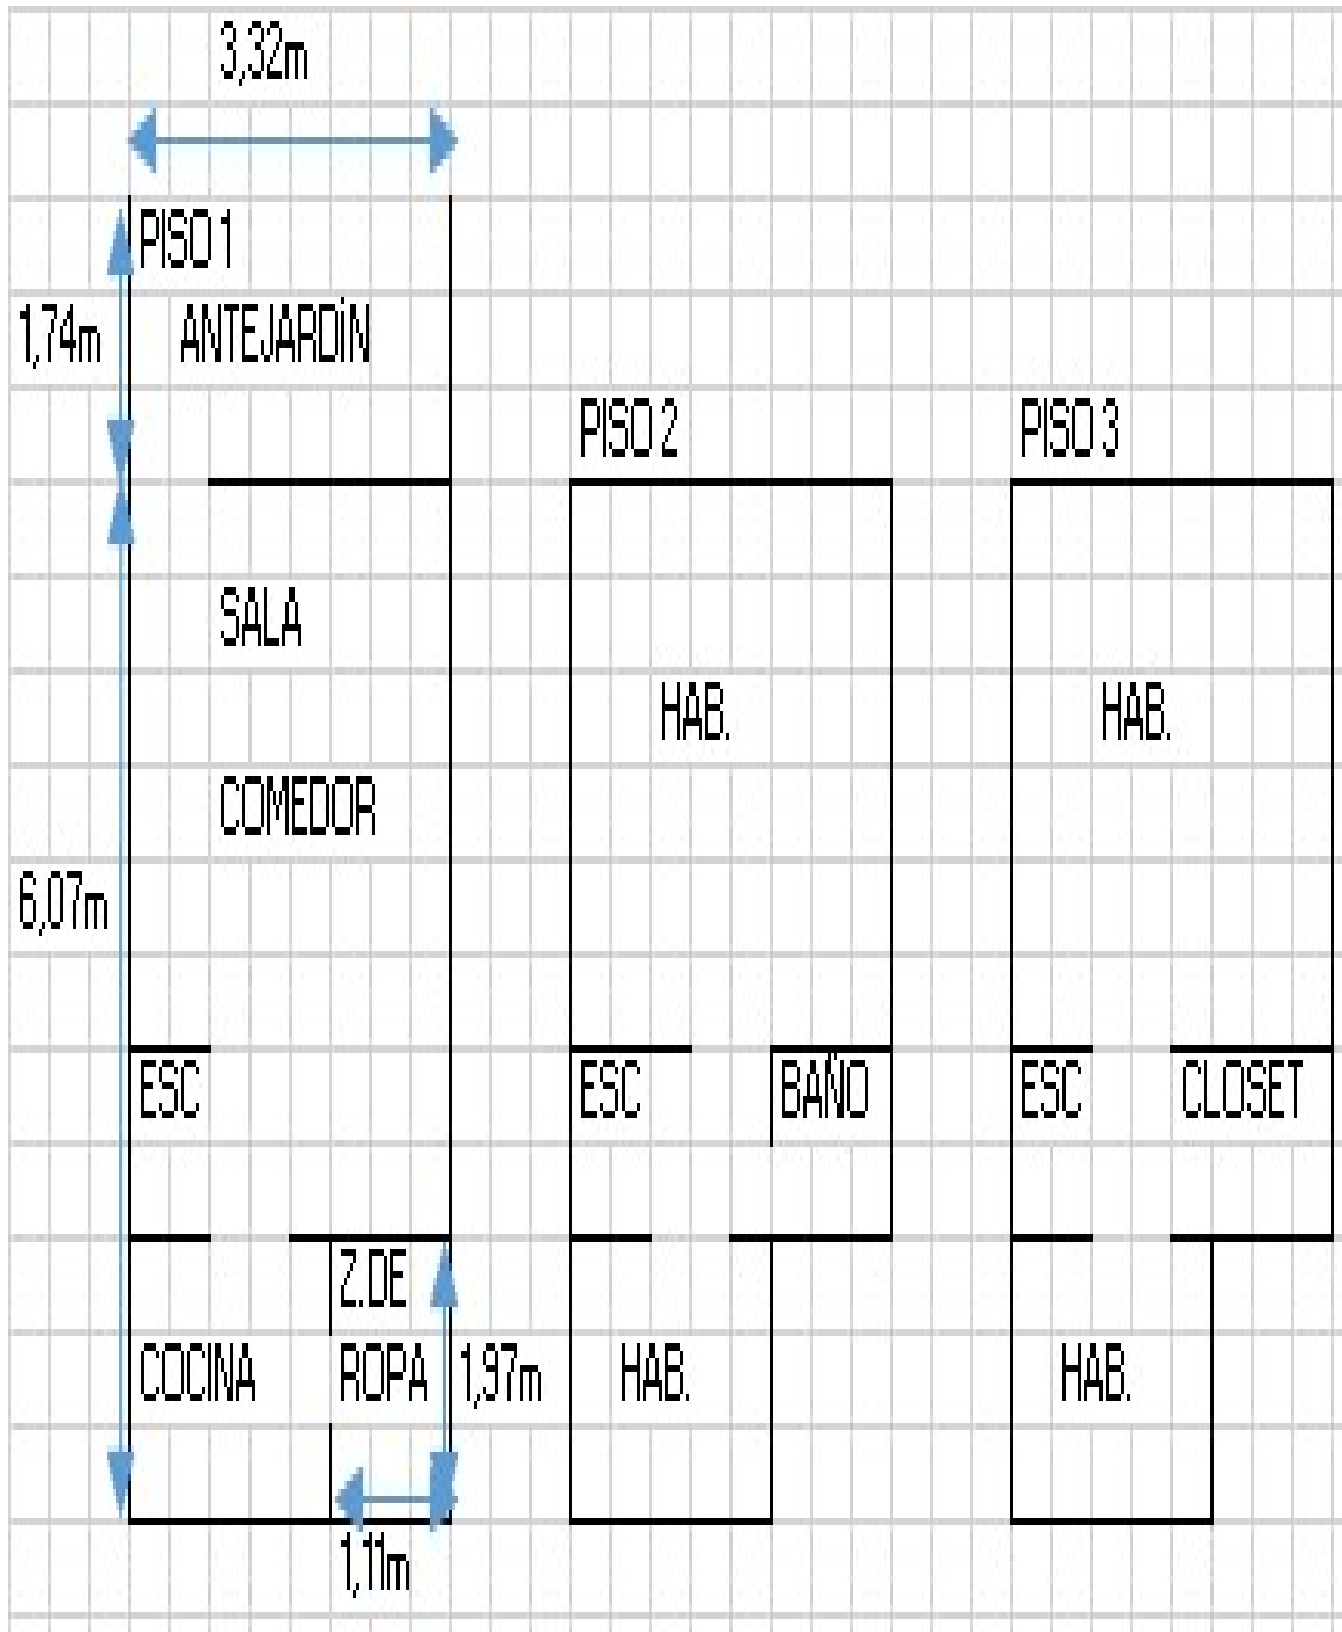 3,32m
PISO 1
1,74m
ANTEJARDÍN
PISO 2
PISO 3
SALA
HAB.
HAB.
COMEDOR
6,07m
ESC
ESC
BAÑO
ESC
CLOSET
Z.DE
COCINA
ROPA
1,97m
HAB.
HAB.
1,11m